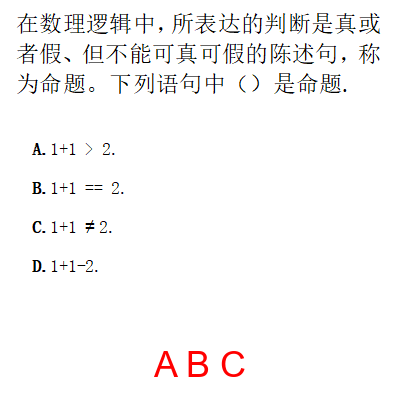 在数理逻辑中，所表达的判断是真或
者假、但不能可真可假的陈述句，称
为命题。下列语句中（）是命题.
A. 1+1 > 2.
B. 1+1 == 2.
C. 1+1 ≠ 2.
D. 1+1-2.
A B C